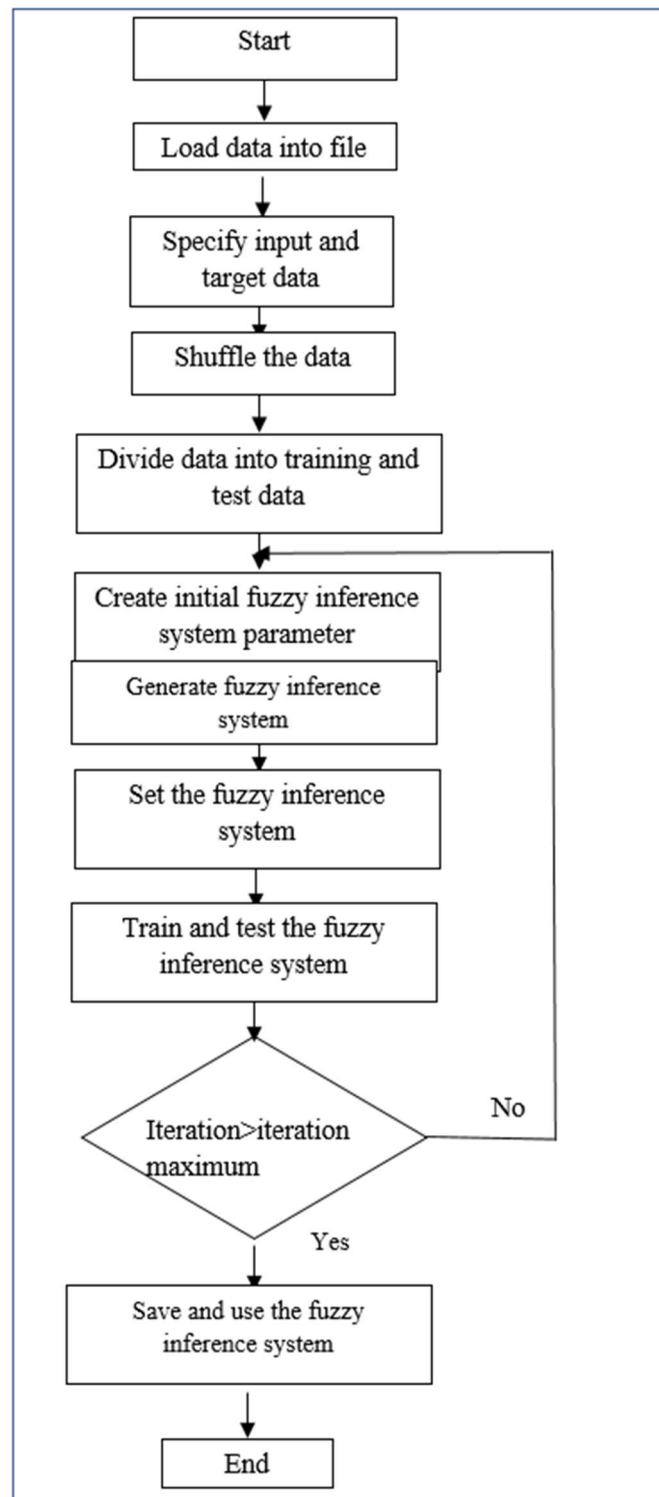 Start
Load data into file
Specify input and
target data
Shuffle the data
Divide data into training and
test data
Create initial fuzzy inference
system parameter
Generate fuzzy inference
system
Set the fuzzy inference
system
Train and test the fuzzy
inference system
No
Iteration>iteration
maximum
Yes
Save and use the fuzzy
inference system
End